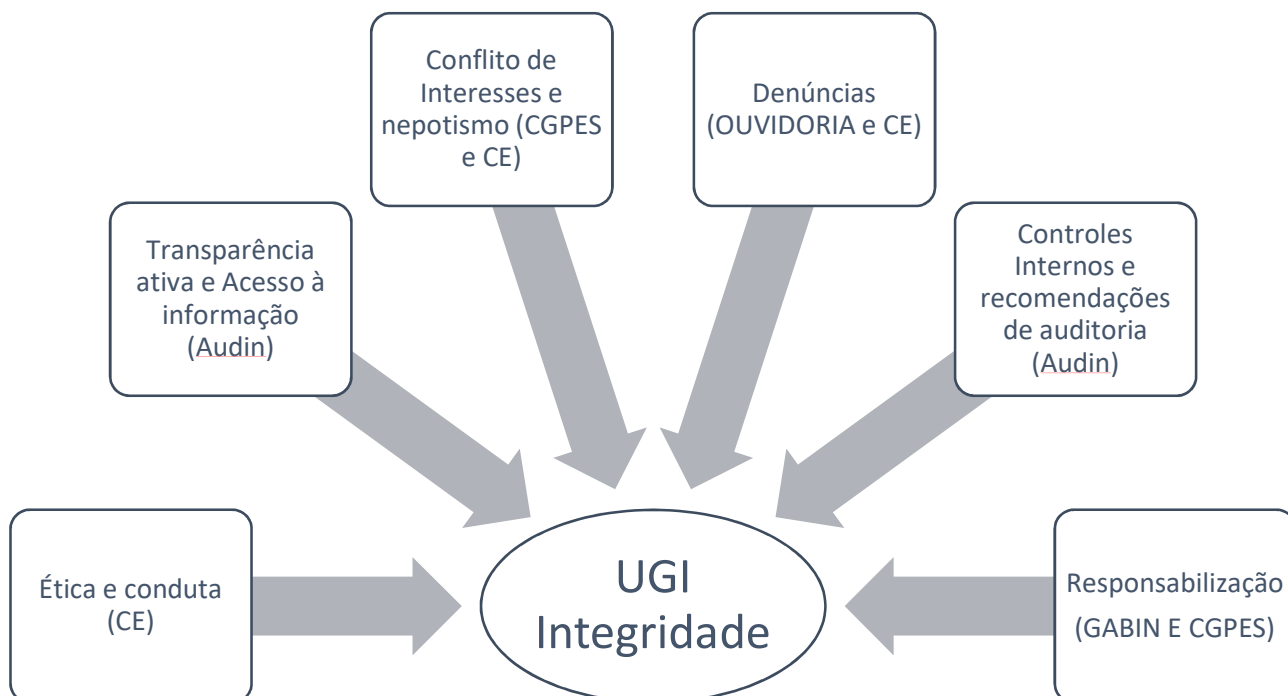 Conflito de
Interesses e
nepotismo (CGPES
e CE)
Denúncias
(OUVIDORIA e CE)
Transparência
ativa e Acesso à
informação
(Audin)
Controles
Internos e
recomendações
de auditoria
(Audin)
Ética e conduta
(CE)
UGI
Integridade
Responsabilização
(GABIN E CGPES)